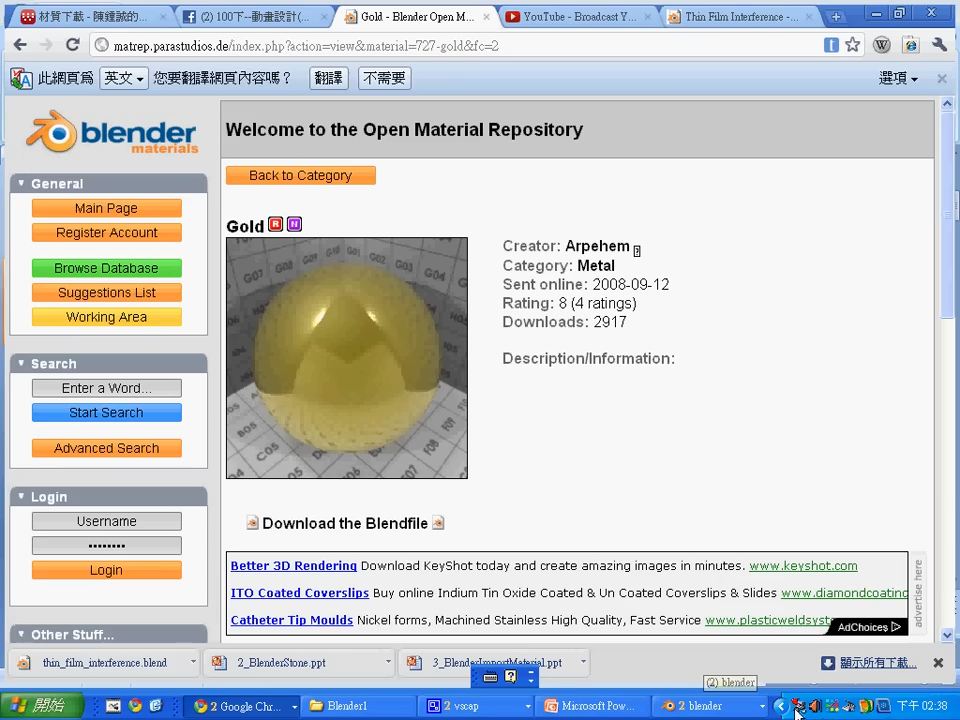 材質下載 - 陳鍾誠的...
(2) 100下--動畫設計(...
Gold - Blender Open M...
YouTube - Broadcast Y...
Thin Film Interference - ...
matrep.parastudios.de/index.php?action=view&material=727-gold&fc=2
此網頁為 英文 您要翻譯網頁內容嗎？ 翻譯 不需要 選項
blender
materials
General
Main Page
Register Account
Browse Database
Suggestions List
Working Area
Search
Enter a Word...
Start Search
Advanced Search
Login
Username
••••••••
Login
Other Stuff...
Welcome to the Open Material Repository
Back to Category
Gold R N
Creator: Arpehem
Category: Metal
Sent online: 2008-09-12
Rating: 8 (4 ratings)
Downloads: 2917
Description/Information:
Download the Blendfile
Better 3D Rendering Download KeyShot today and create amazing images in minutes. www.keyshot.com
ITO Coated Coverslips Buy online Indium Tin Oxide Coated & Un Coated Coverslips & Slides www.diamondcoating
Catheter Tip Moulds Nickel forms, Machined Stainless High Quality, Fast Service www.plasticweldsyst
AdChoices
advertise here
thin_film_interference.blend
2_BlenderStone.ppt
3_BlenderImportMaterial.ppt
顯示所有下載...
(2) blender
開始
2 Google Chr...
Blender1
2 vscap
Microsoft Pow...
2 blender
下午 02:38